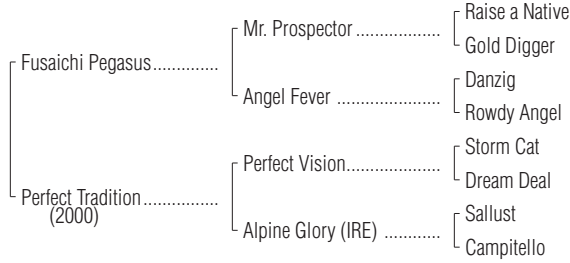 Raise a Native
Mr. Prospector ..................
Gold Digger
Fusaichi Pegasus..............
Danzig
Angel Fever ......................
Rowdy Angel
Storm Cat
Perfect Vision....................
Dream Deal
Perfect Tradition................
(2000)
Sallust
Alpine Glory (IRE) ............
Campitello